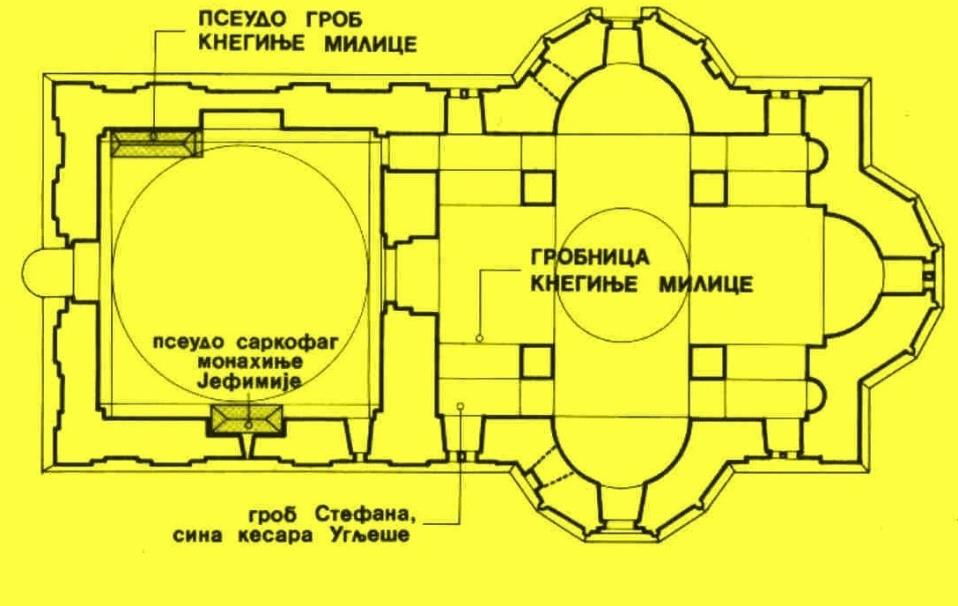 ПСЕУДО ГРОБ
КНЕГИЊЕ МИЛИЦЕ
ГРОБНИЦА
КНЕГИЊЕ МИЛИЦЕ
псеудо саркофаг
монахиње
Јефимије
гроб Стефана,
сина кесара Угљеше